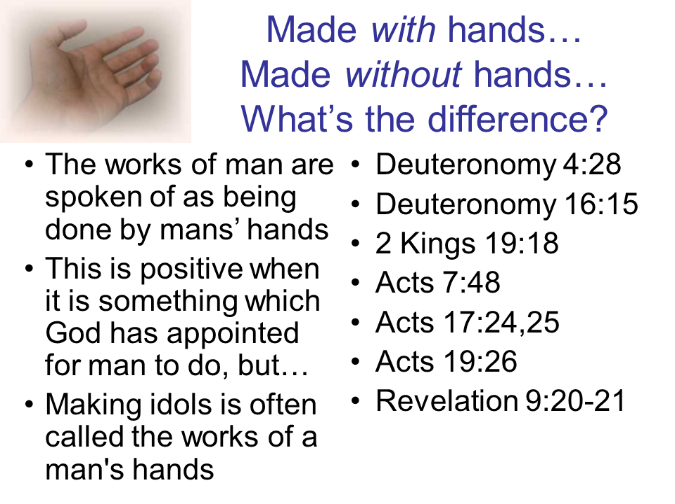 Made with hands…
Made without hands…
What’s the difference?
• The works of man are
spoken of as being
done by mans’ hands
• This is positive when
it is something which
God has appointed
for man to do, but…
• Making idols is often
called the works of a
man's hands
• Deuteronomy 4:28
• Deuteronomy 16:15
• 2 Kings 19:18
• Acts 7:48
• Acts 17:24,25
• Acts 19:26
• Revelation 9:20-21